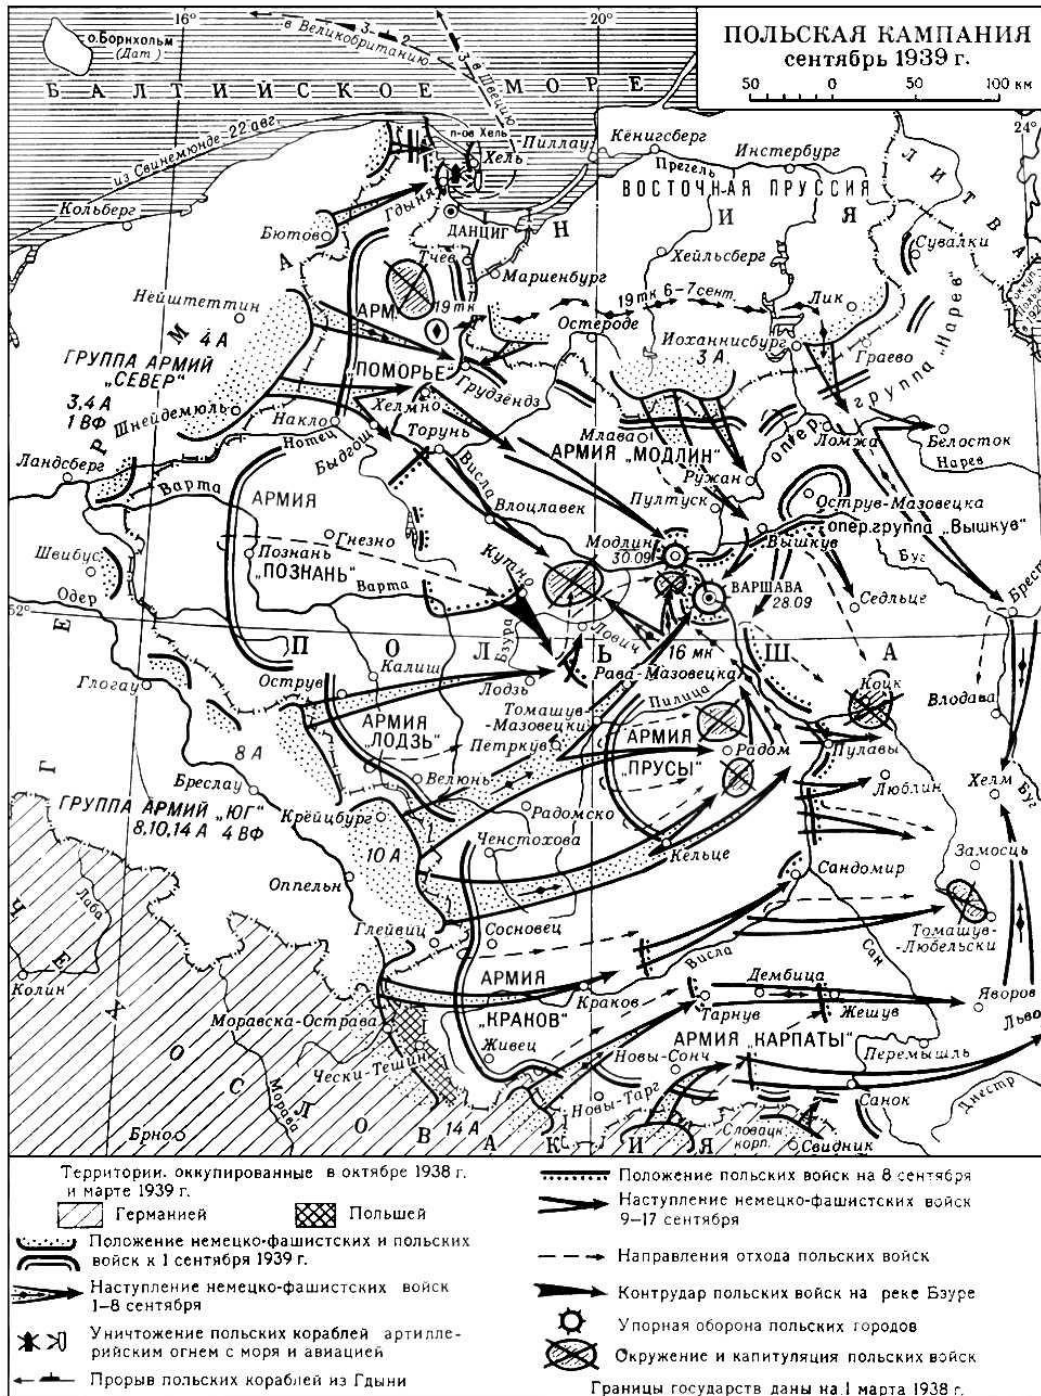 ПОЛЬСКАЯ КАМПАНИЯ
сентябрь 1939 г.
50 0 50 100 км
16°
20°
24°
52°
о.Борнхольм
(Дат)
в Великобританию
в Швецию
БАЛТИЙСКОЕ МОРЕ
из Свинемюнде-22 авг.
п-ов Хель
Хель
Пиллау
Кёнигсберг
Прегель
Инстербург
ВОСТОЧНАЯ ПРУССИЯ
ЛИТВА
Кольберг
Гдыня
ДАНЦИГ
Бютов
Тчев
Мариенбург
Хейльсберг
Сувалки
Нейштеттин
4 А
АРМ.
19 тк
19 тк 6-7 сент.
Остероде
Лик
Иоханнисбург
3 А.
Граево
ГРУППА АРМИЙ
„СЕВЕР"
3,4 А
1 ВФ
„ПОМОРЬЕ"
Грудзёндз
опер. группа „Нарев"
Шнейдемюль
Накло
Нотец
Хелмно
Быдгощ
Торунь
Висла
Млава
АРМИЯ „МОДЛИН"
Ломжа
Белосток
Нарев
Ландсберг
Варта
АРМИЯ
Ружан
Пултуск
Влоцлавек
Острув-Мазовецка
опер.группа „Вышкув"
Швибус
Гнезно
Познань
„ПОЗНАНЬ"
Модлин
30.09
Вышкув
Буг
Брест
Одер
Варта
Кутно
ВАРШАВА
28.09
Седльце
Бзура
Лович
16 мк
ПОЛЬША
Глогау
Острув
Калиш
Лодзь
Рава-Мазовецка
Коцк
Влодава
Томашув-
Мазовецки
Пилица
АРМИЯ
„ЛОДЗЬ"
Петркув
АРМИЯ
„ПРУСЫ"
Радом
Пулавы
8 А
Бреслау
Велюнь
Люблин
Хелм
Буг
ГРУППА АРМИЙ „ЮГ"
8,10,14 А 4 ВФ
Крёйцбург
Радомско
Ченстохова
10 А
Кельце
Замосць
Оппельн
Сандомир
Лаба
Глейвиц
Сосновец
Томашув-
Любельски
Висла
Сан
Колин
АРМИЯ
„КРАКОВ"
Краков
Дембица
Тарнув
Жешув
Яворов
Моравска-Острава
Живец
АРМИЯ „КАРПАТЫ"
Перемышль
Чески-Тешин
Новы-Сонч
Новы-Тарг
Санок
Днестр
Морава
Брно
14 А
Словацк.
корп.
Свидник
ЧЕХОСЛОВАКИЯ
Территории, оккупированные в октябре 1938 г.
и марте 1939 г.
Германией
Польшей
Положение немецко-фашистских и польских
войск к 1 сентября 1939 г.
Наступление немецко-фашистских войск
1-8 сентября
Уничтожение польских кораблей артилле-
рийским огнем с моря и авиацией
Прорыв польских кораблей из Гдыни
Положение польских войск на 8 сентября
Наступление немецко-фашистских войск
9-17 сентября
Направления отхода польских войск
Контрудар польских войск на реке Бзуре
Упорная оборона польских городов
Окружение и капитуляция польских войск
Границы государств даны на 1 марта 1938 г.